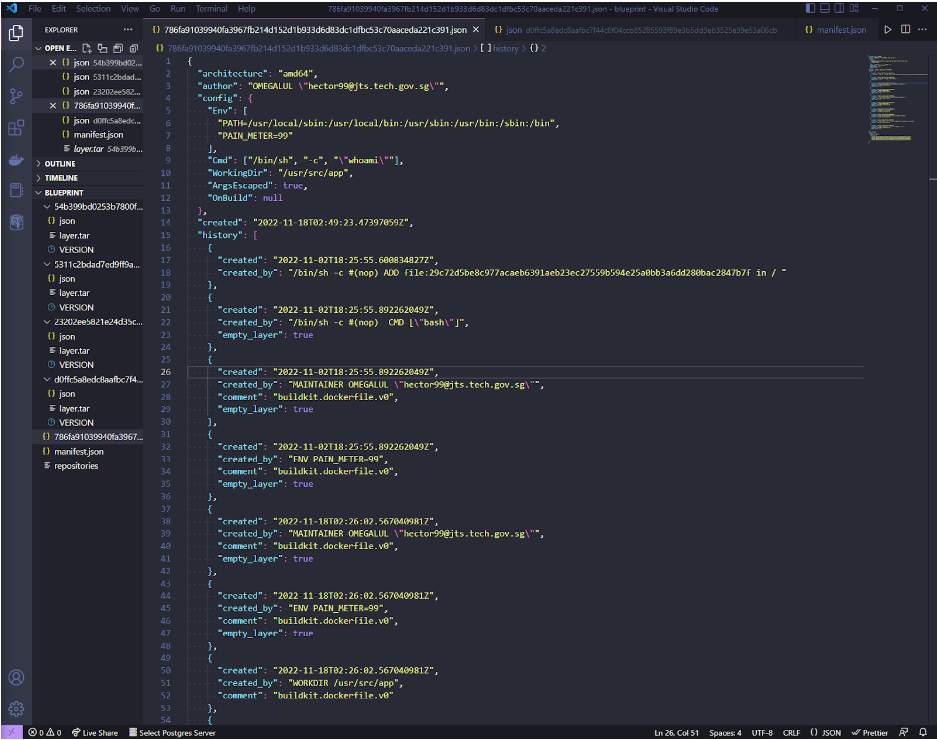 File Edit Selection View Go Run Terminal Help
786fa91039940fa3967fb214d152d1b933d6d83dc1dfbc53c70aaceda221c391.json - blueprint - Visual Studio Code
EXPLORER
OPEN E...
json 54b399bd02...
json 5311c2bdad...
json 23202ee582...
786fa91039940f...
json d0ffc5a8edc...
manifest.json
layer.tar 54b399b...
OUTLINE
TIMELINE
BLUEPRINT
54b399bd0253b7800f...
json
layer.tar
VERSION
5311c2bdad7ed9ff9a...
json
layer.tar
VERSION
23202ee5821e24d35c...
json
layer.tar
VERSION
d0ffc5a8edc8aafbc7f4...
json
layer.tar
VERSION
786fa91039940fa3967...
manifest.json
repositories
786fa91039940fa3967fb214d152d1b933d6d83dc1dfbc53c70aaceda221c391.json
json
manifest.json
786fa91039940fa3967fb214d152d1b933d6d83dc1dfbc53c70aaceda221c391.json > [ ] history > {} 2
1 {
2 "architecture": "amd64",
3 "author": "OMEGALUL \"hector99@jts.tech.gov.sg\"",
4 "config": {
5 "Env": [
6 "PATH=/usr/local/sbin:/usr/local/bin:/usr/sbin:/usr/bin:/sbin:/bin",
7 "PAIN_METER=99"
8 ],
9 "Cmd": ["/bin/sh", "-c", "\"whoami\""],
10 "WorkingDir": "/usr/src/app",
11 "ArgsEscaped": true,
12 "OnBuild": null
13 },
14 "created": "2022-11-18T02:49:23.47397059Z",
15 "history": [
16 {
17 "created": "2022-11-02T18:25:55.600834827Z",
18 "created_by": "/bin/sh -c #(nop) ADD file:29c72d5be8c977acaeb6391aeb23ec27559b594e25a0bb3a6dd280bac2847b7f in / "
19 },
20 {
21 "created": "2022-11-02T18:25:55.892262049Z",
22 "created_by": "/bin/sh -c #(nop)  CMD [\"bash\"]",
23 "empty_layer": true
24 },
25 {
26 "created": "2022-11-02T18:25:55.892262049Z",
27 "created_by": "MAINTAINER OMEGALUL \"hector99@jts.tech.gov.sg\"",
28 "comment": "buildkit.dockerfile.v0",
29 "empty_layer": true
30 },
31 {
32 "created": "2022-11-02T18:25:55.892262049Z",
33 "created_by": "ENV PAIN_METER=99",
34 "comment": "buildkit.dockerfile.v0",
35 "empty_layer": true
36 },
37 {
38 "created": "2022-11-18T02:26:02.567040981Z",
39 "created_by": "MAINTAINER OMEGALUL \"hector99@jts.tech.gov.sg\"",
40 "comment": "buildkit.dockerfile.v0",
41 "empty_layer": true
42 },
43 {
44 "created": "2022-11-18T02:26:02.567040981Z",
45 "created_by": "ENV PAIN_METER=99",
46 "comment": "buildkit.dockerfile.v0",
47 "empty_layer": true
48 },
49 {
50 "created": "2022-11-18T02:26:02.567040981Z",
51 "created_by": "WORKDIR /usr/src/app",
52 "comment": "buildkit.dockerfile.v0"
53 },
54 {
0 0 Live Share Select Postgres Server Ln 26, Col 51 Spaces: 4 UTF-8 CRLF {} JSON Prettier